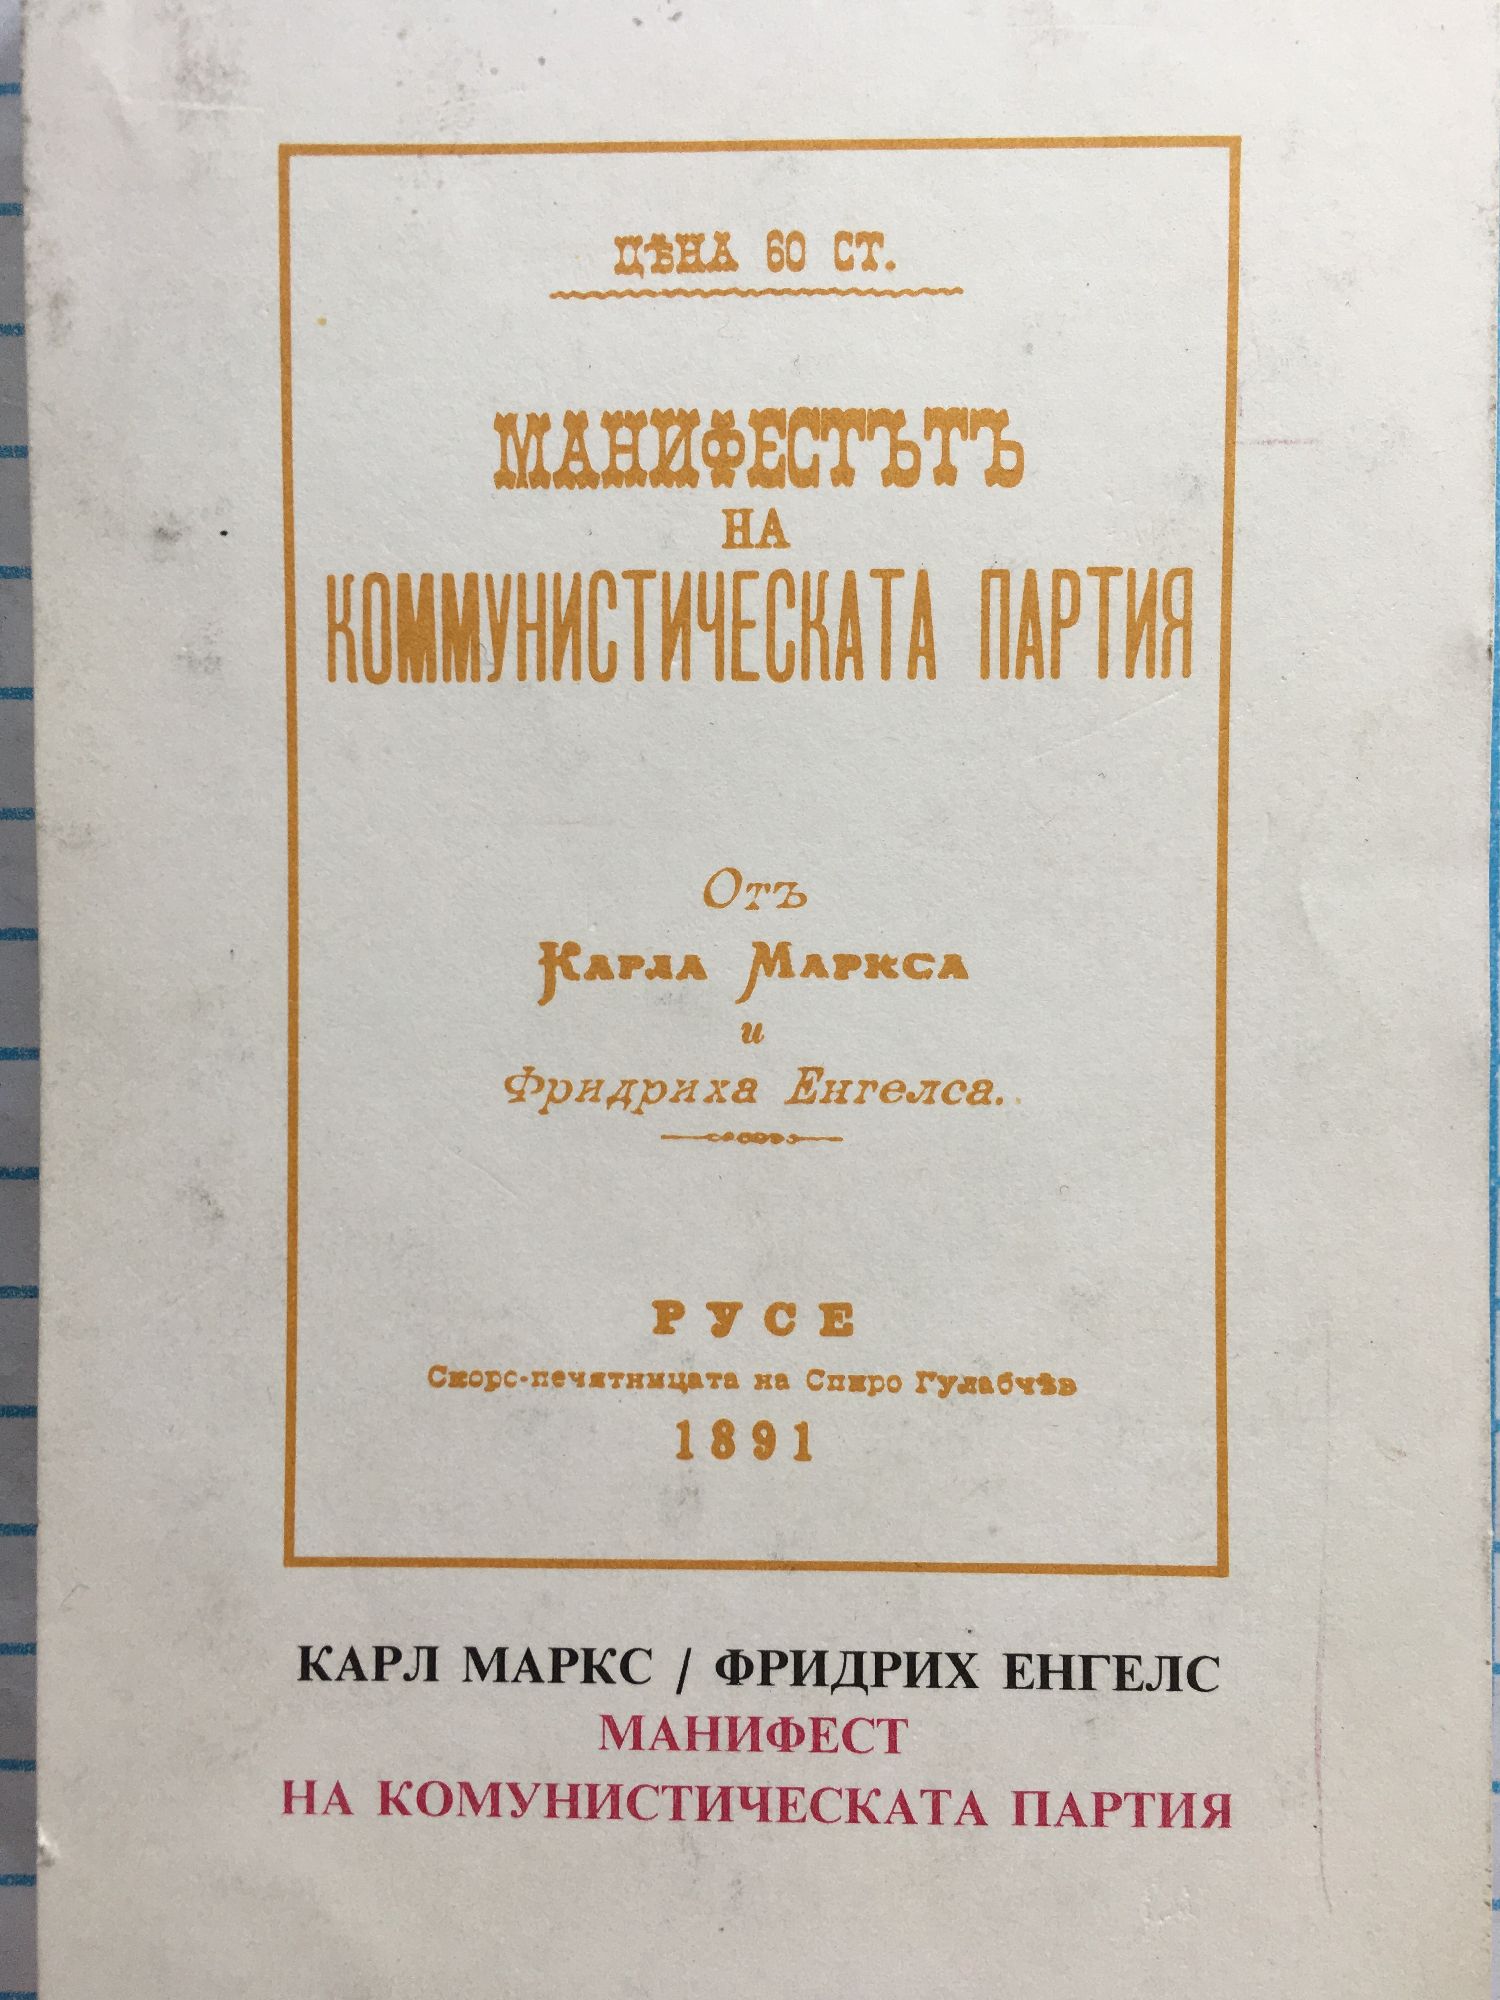 ЦѢНА 60 СТ.
МАНИФЕСТЪТЪ
НА
КОММУНИСТИЧЕСКАТА ПАРТИЯ
Отъ
Карла Маркса
и
Фридриха Енгелса.
РУСЕ
Скоро-печятницата на Спиро Гулабчѣв
1891
КАРЛ МАРКС / ФРИДРИХ ЕНГЕЛС
МАНИФЕСТ
НА КОМУНИСТИЧЕСКАТА ПАРТИЯ